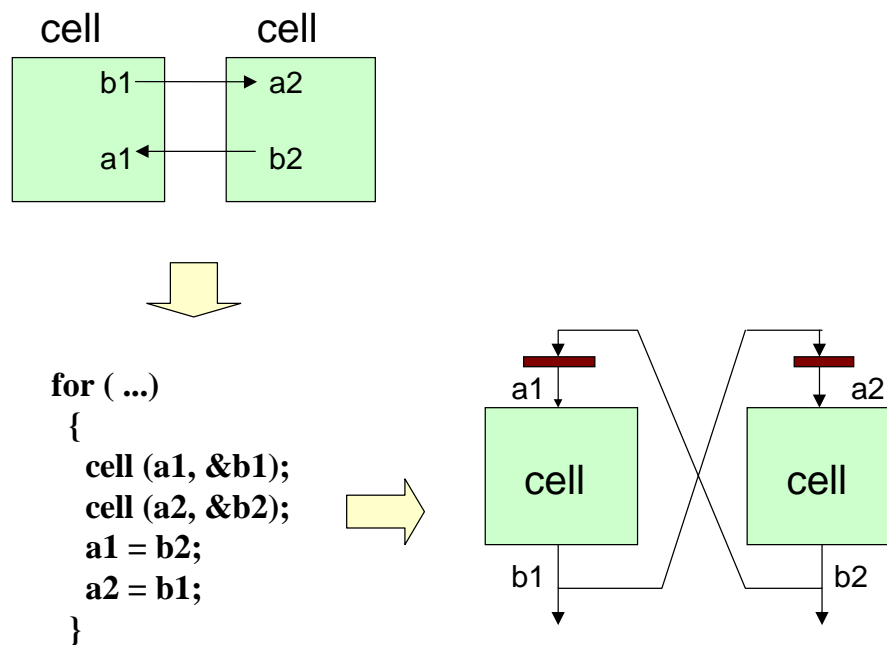 cell cell
b1 a2
a1 b2
for ( ...)
{
cell (a1, &b1);
cell (a2, &b2);
a1 = b2;
a2 = b1;
}
a1 a2
cell cell
b1 b2